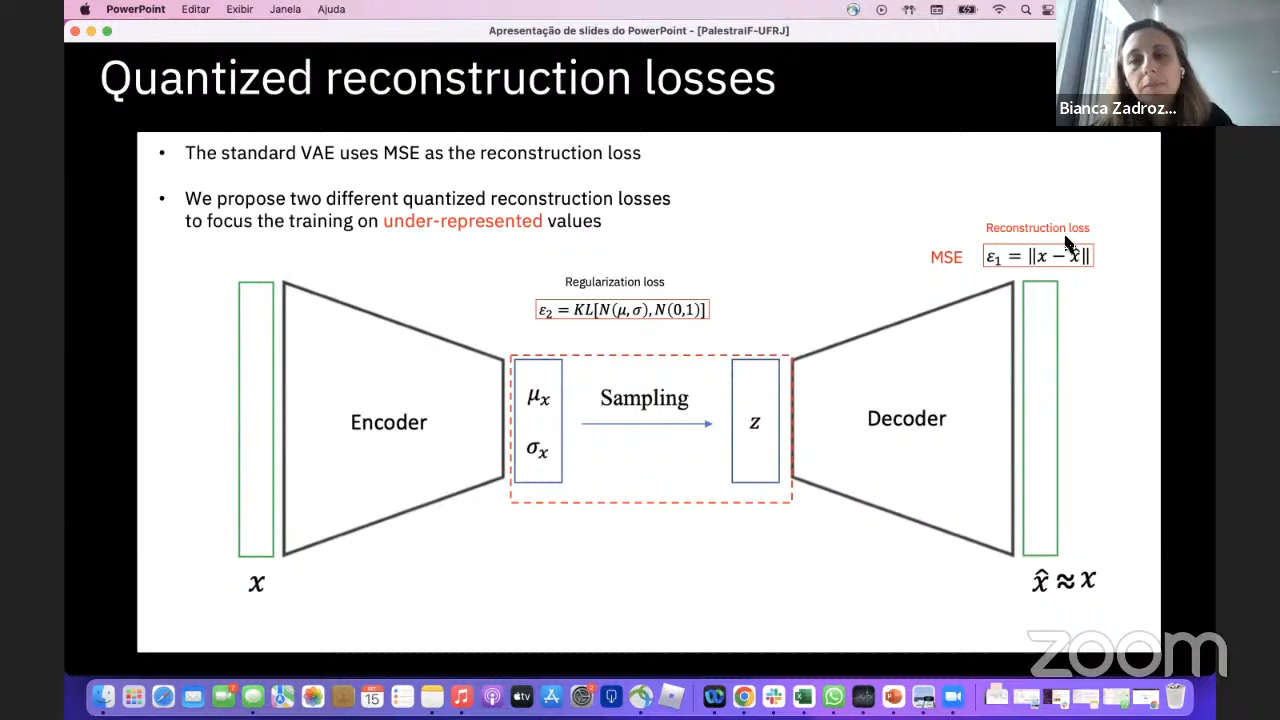 PowerPoint Editar Exibir Janela Ajuda
Apresentação de slides do PowerPoint - [PalestraIF-UFRJ]
Quantized reconstruction losses
Bianca Zadroz...
• The standard VAE uses MSE as the reconstruction loss
• We propose two different quantized reconstruction losses
to focus the training on under-represented values
Reconstruction loss
MSE ε₁ = ‖x − x̂‖
Regularization loss
ε₂ = KL[N(μ, σ), N(0,1)]
Encoder
μₓ
σₓ
Sampling
z
Decoder
x
x̂ ≈ x
zoom
SET
15
tv